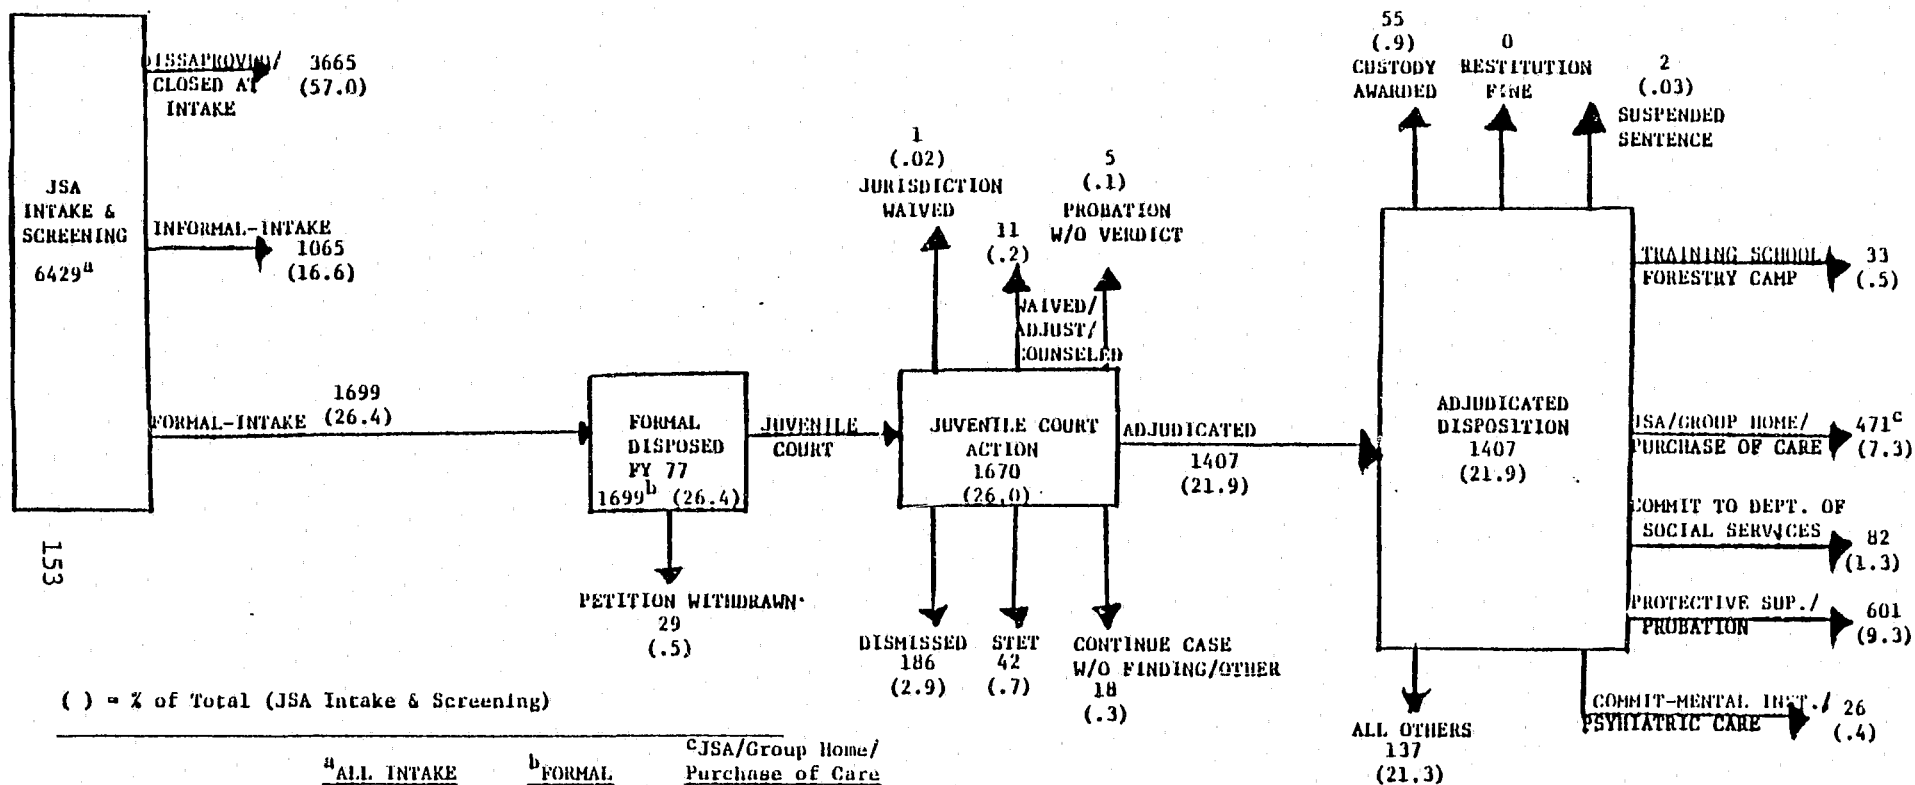 JSA
INTAKE &
SCREENING
6429a
DISSAPROVED/
CLOSED AT
INTAKE
3665
(57.0)
INFORMAL-INTAKE
1065
(16.6)
FORMAL-INTAKE
1699
(26.4)
FORMAL
DISPOSED
FY 77
1699b (26.4)
PETITION WITHDRAWN
29
(.5)
JUVENILE
COURT
1
(.02)
JURISDICTION
WAIVED
11
(.2)
WAIVED/
ADJUST/
COUNSELED
5
(.1)
PROBATION
W/O VERDICT
JUVENILE COURT
ACTION
1670
(26.0)
DISMISSED
186
(2.9)
STET
42
(.7)
CONTINUE CASE
W/O FINDING/OTHER
18
(.3)
ADJUDICATED
1407
(21.9)
55
(.9)
CUSTODY
AWARDED
0
RESTITUTION
FINE
2
(.03)
SUSPENDED
SENTENCE
ADJUDICATED
DISPOSITION
1407
(21.9)
TRAINING SCHOOL/
FORESTRY CAMP
33
(.5)
JSA/GROUP HOME/
PURCHASE OF CARE
471c
(7.3)
COMMIT TO DEPT. OF
SOCIAL SERVICES
82
(1.3)
PROTECTIVE SUP./
PROBATION
601
(9.3)
COMMIT-MENTAL INST./
PSYHIATRIC CARE
26
(.4)
ALL OTHERS
137
(21.3)
153
( ) = % of Total (JSA Intake & Screening)
aALL INTAKE
bFORMAL
cJSA/Group Home/
Purchase of Care